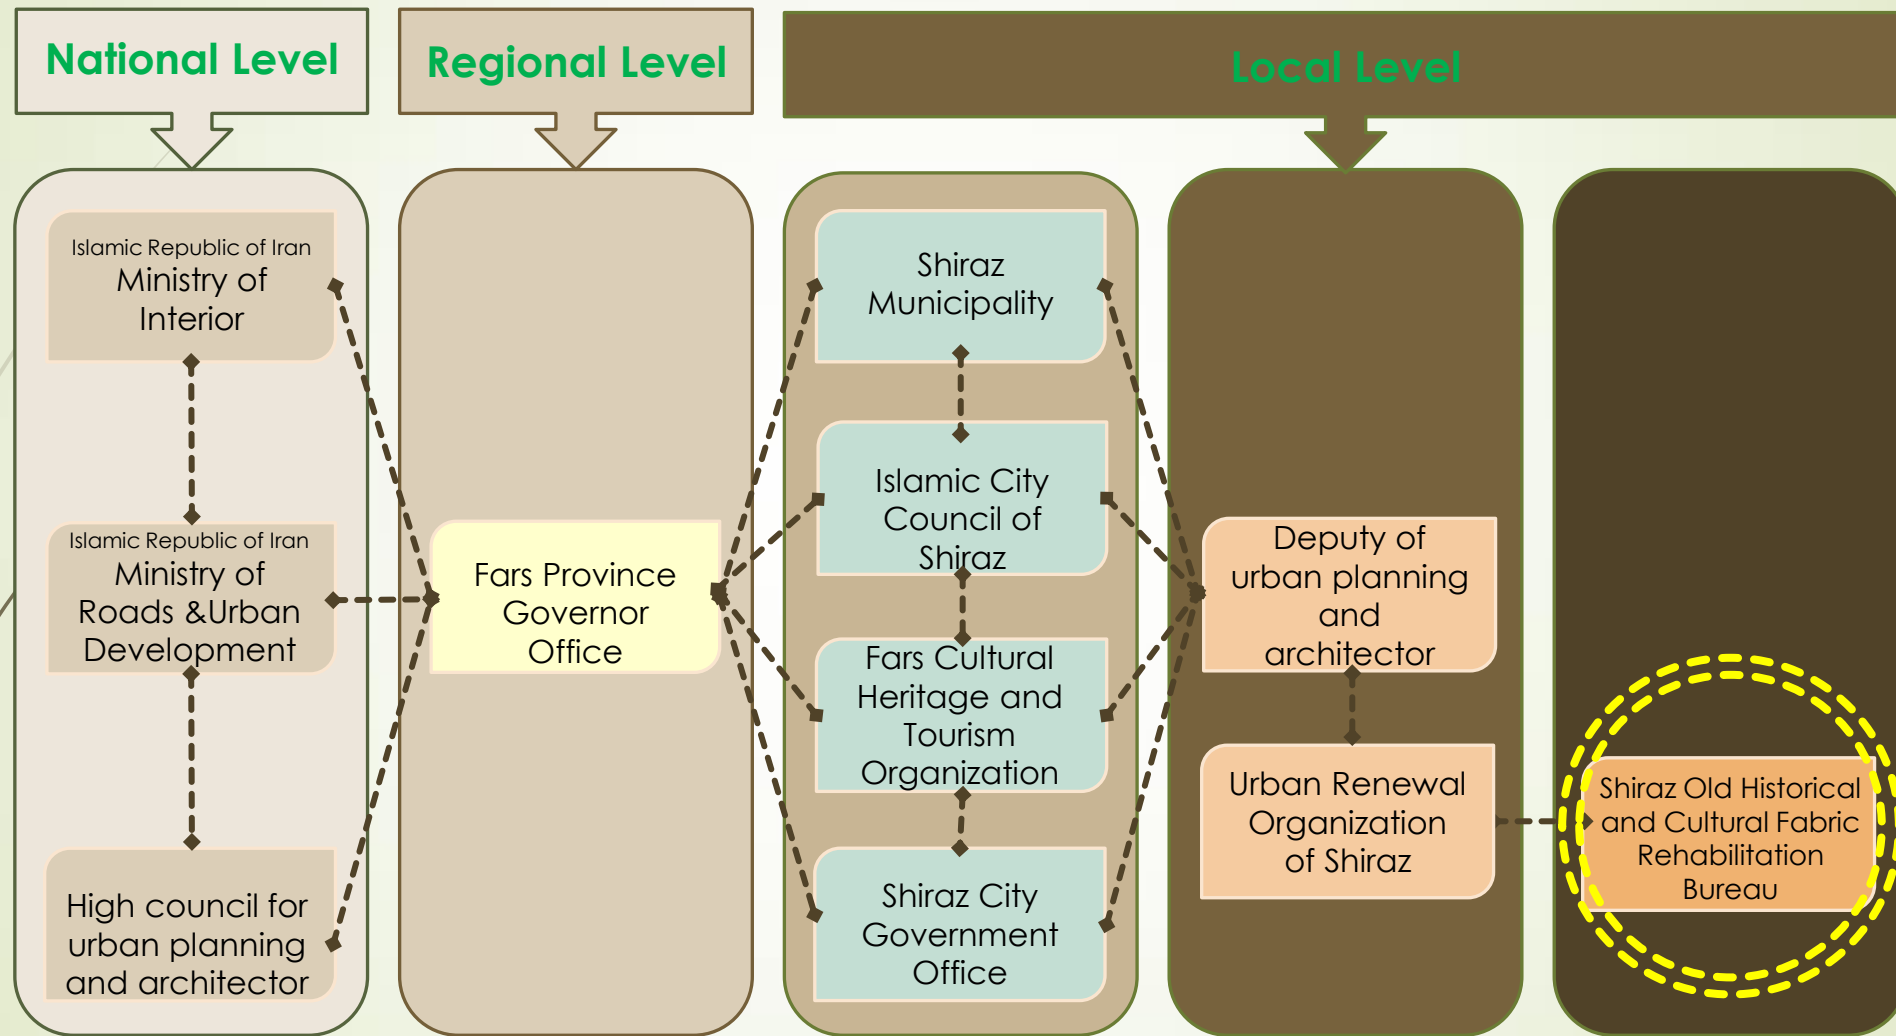 National Level
Regional Level
Local Level
Islamic Republic of Iran
Ministry of
Interior
Islamic Republic of Iran
Ministry of
Roads &Urban
Development
High council for
urban planning
and architector
Fars Province
Governor
Office
Shiraz
Municipality
Islamic City
Council of
Shiraz
Fars Cultural
Heritage and
Tourism
Organization
Shiraz City
Government
Office
Deputy of
urban planning
and
architector
Urban Renewal
Organization
of Shiraz
Shiraz Old Historical
and Cultural Fabric
Rehabilitation
Bureau